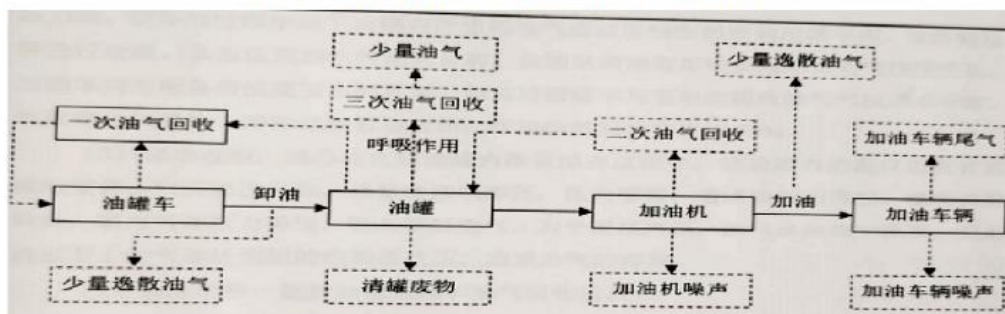 少量油气
少量逸散油气
一次油气回收
三次油气回收
二次油气回收
加油车辆尾气
呼吸作用
油罐车
卸油
油罐
加油机
加油
加油车辆
少量逸散油气
清罐废物
加油机噪声
加油车辆噪声